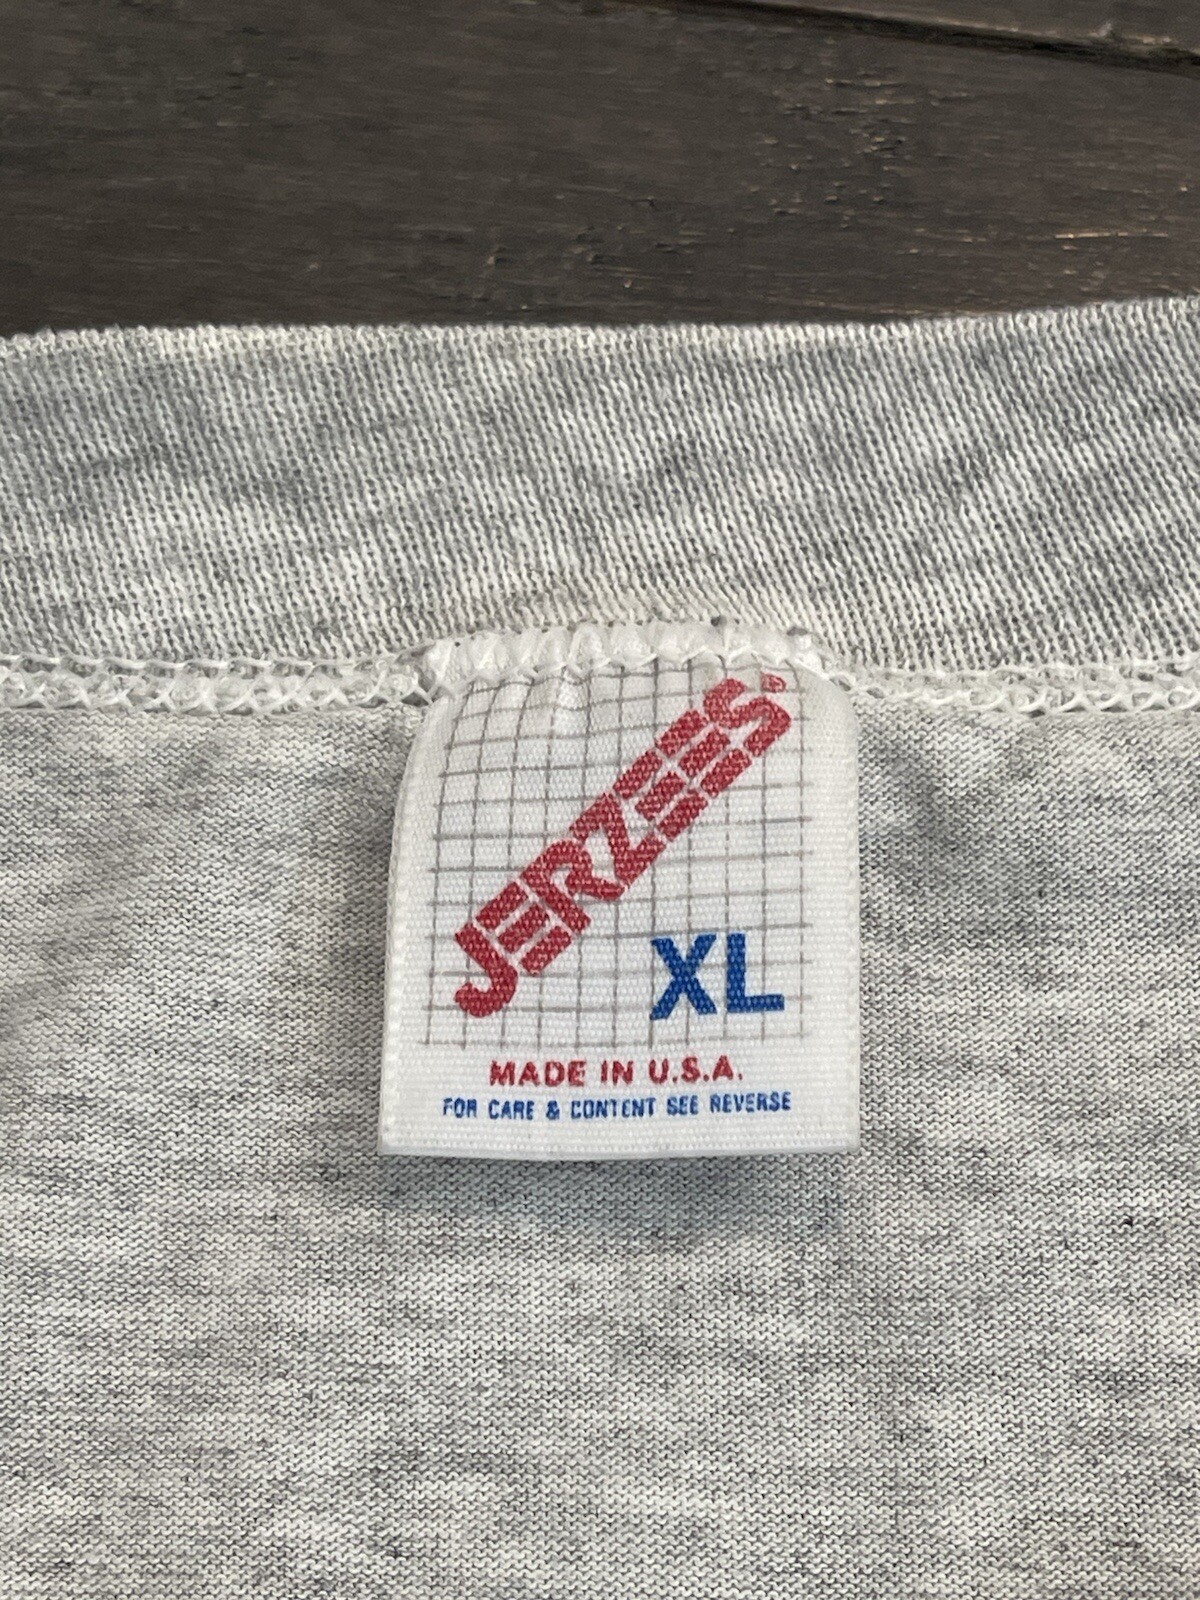 JERZEES
XL
MADE IN U.S.A.
FOR CARE & CONTENT SEE REVERSE